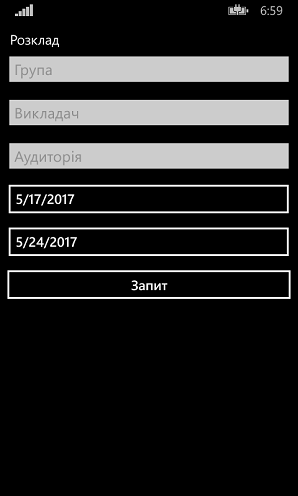 6:59
Розклад
Група
Викладач
Аудиторія
5/17/2017
5/24/2017
Запит